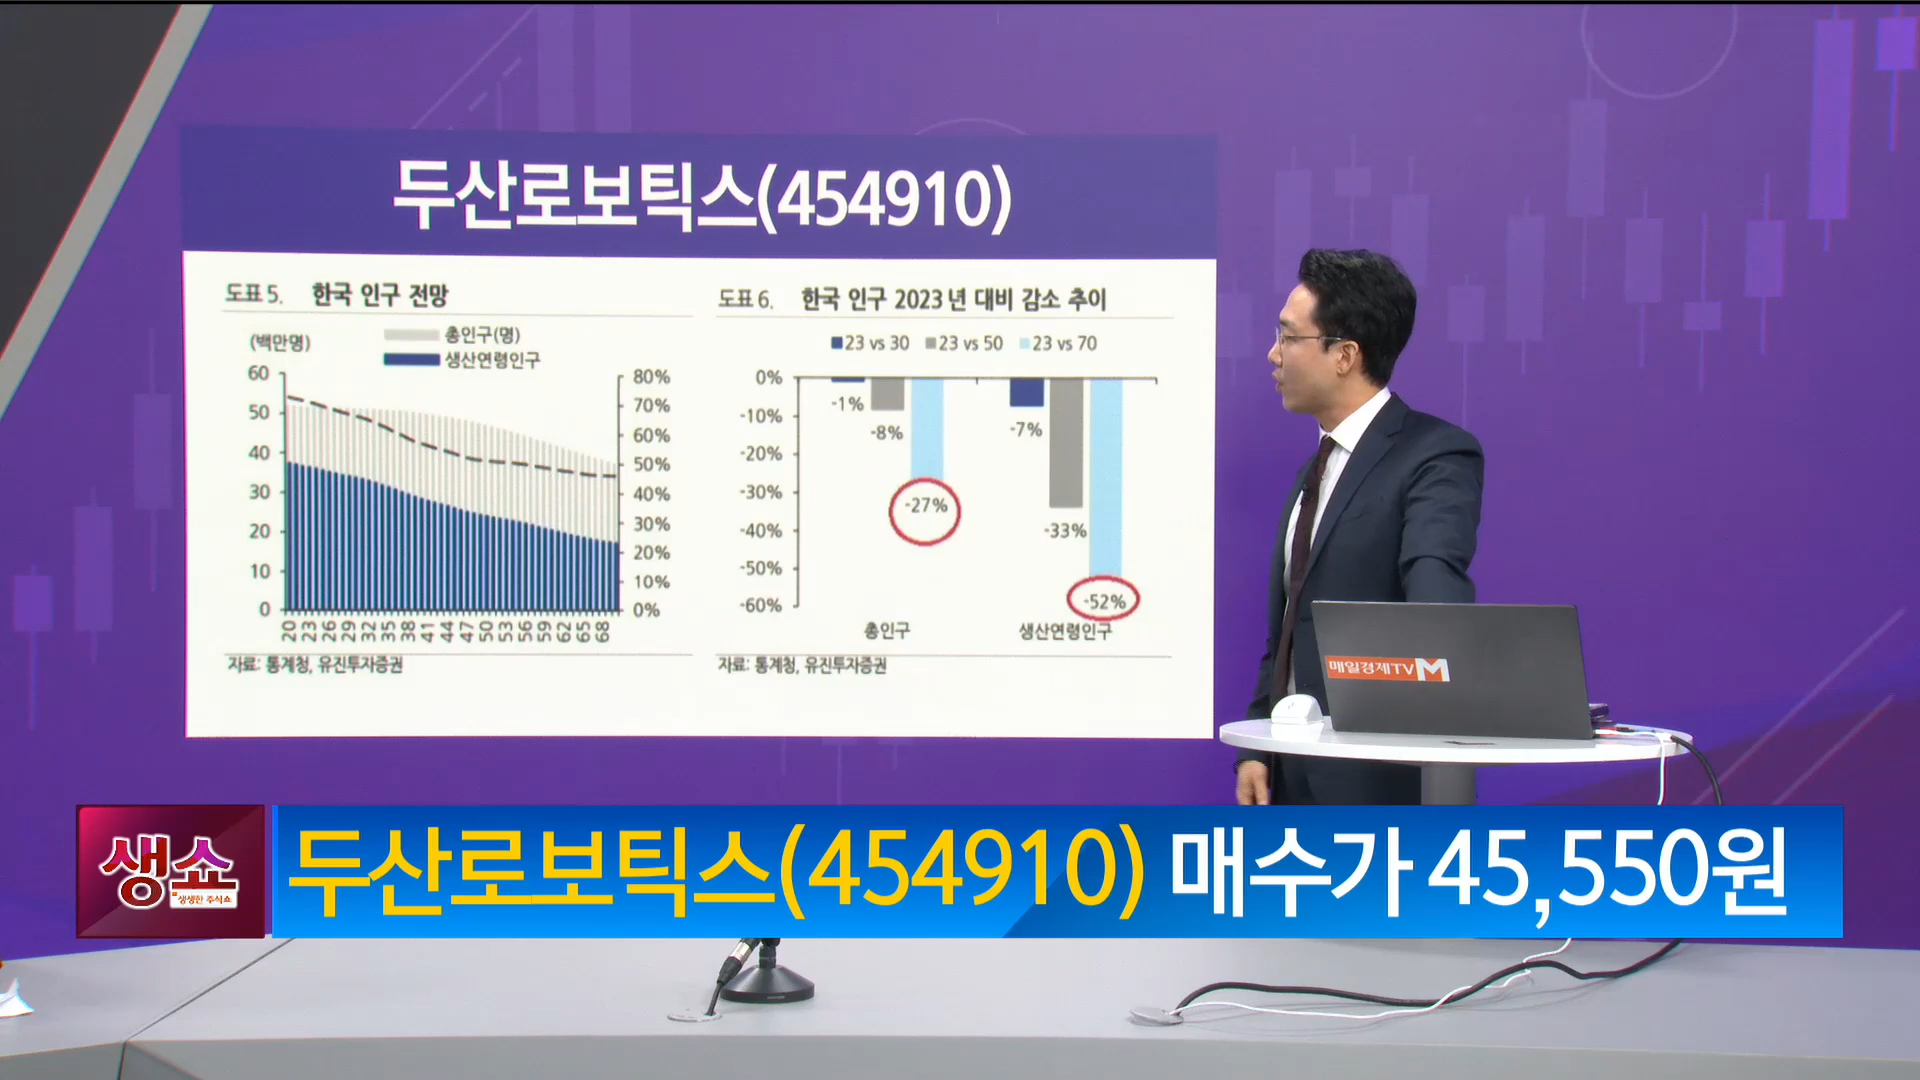 두산로보틱스(454910)
도표 5. 한국 인구 전망
(백만명)
총인구(명)
생산연령인구
60
50
40
30
20
10
0
80%
70%
60%
50%
40%
30%
20%
10%
0%
20 23 26 29 32 35 38 41 44 47 50 53 56 59 62 65 68
자료: 통계청, 유진투자증권
도표 6. 한국 인구 2023년 대비 감소 추이
23 vs 30 23 vs 50 23 vs 70
0%
-10%
-20%
-30%
-40%
-50%
-60%
-1%
-8%
-27%
-7%
-33%
-52%
총인구 생산연령인구
자료: 통계청, 유진투자증권
매일경제TV M
생쇼
생생한 주식쇼
두산로보틱스(454910) 매수가 45,550원